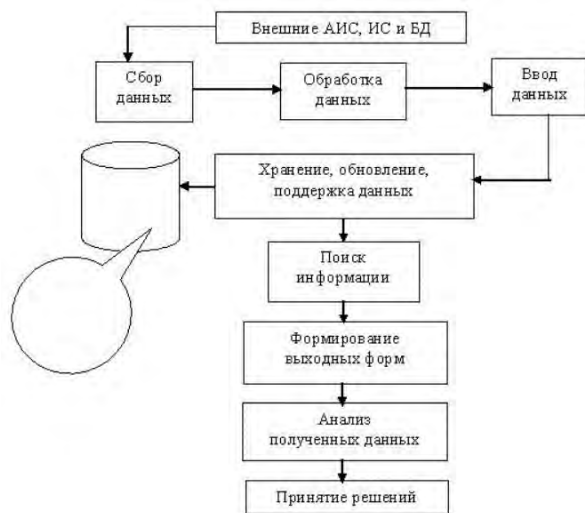 Внешние АИС, ИС и БД
Сбор
данных
Обработка
данных
Ввод
данных
Хранение, обновление,
поддержка данных
Поиск
информации
Формирование
выходных форм
Анализ
полученных данных
Принятие решений